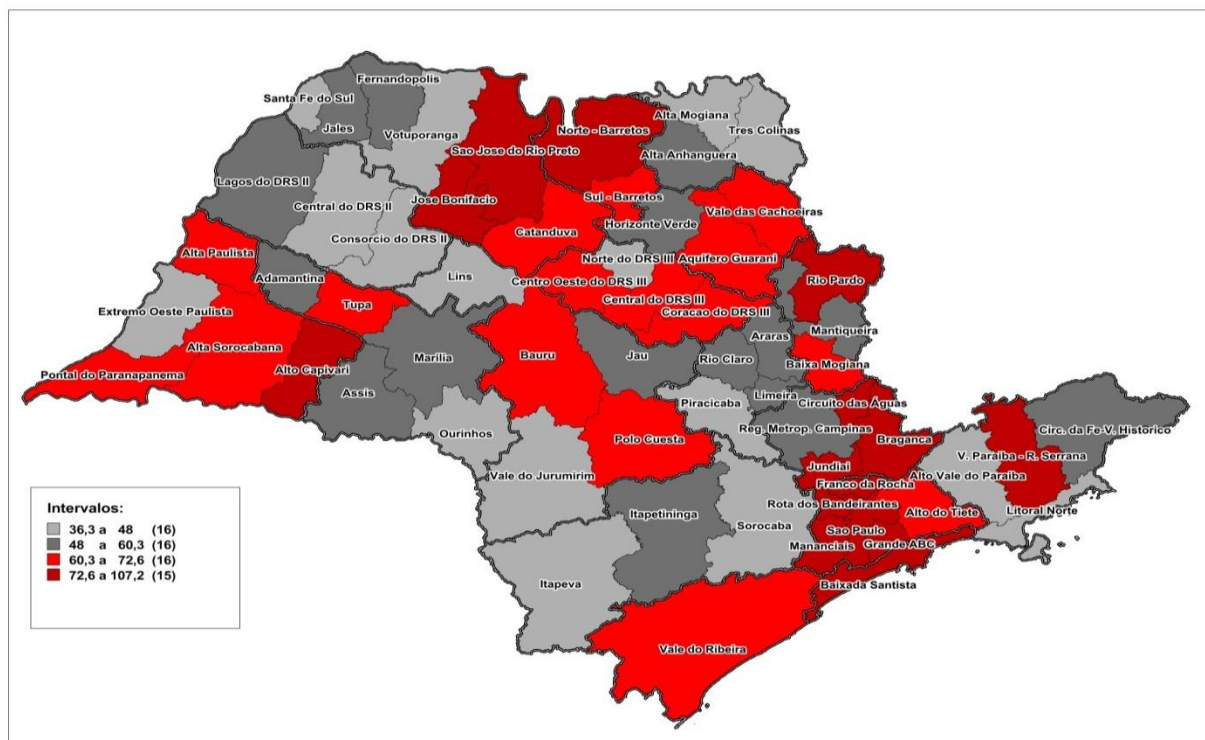 Fernandopolis
Santa Fe do Sul
Jales
Votuporanga
Sao Jose do Rio Preto
Norte - Barretos
Alta Mogiana
Tres Colinas
Alta Anhanguera
Lagos do DRS II
Central do DRS II
Jose Bonifacio
Sul - Barretos
Horizonte Verde
Vale das Cachoeiras
Consorcio do DRS II
Catanduva
Alta Paulista
Norte do DRS III
Aquifero Guarani
Adamantina
Lins
Centro Oeste do DRS III
Rio Pardo
Tupa
Central do DRS III
Extremo Oeste Paulista
Coracao do DRS III
Mantiqueira
Alta Sorocabana
Araras
Marilia
Bauru
Jau
Rio Claro
Baixa Mogiana
Pontal do Paranapanema
Alto Capivari
Assis
Limeira
Piracicaba
Circuito das Águas
Ourinhos
Reg. Metrop. Campinas
Circ. da Fe-V. Historico
Polo Cuesta
Braganca
V. Paraiba - R. Serrana
Vale do Jurumirim
Jundiai
Alto Vale do Paraiba
Franco da Rocha
Rota dos Bandeirantes
Alto do Tiete
Litoral Norte
Itapetininga
Sorocaba
Sao Paulo
Mananciais
Grande ABC
Itapeva
Baixada Santista
Vale do Ribeira
Intervalos:
36,3 a 48 (16)
48 a 60,3 (16)
60,3 a 72,6 (16)
72,6 a 107,2 (15)